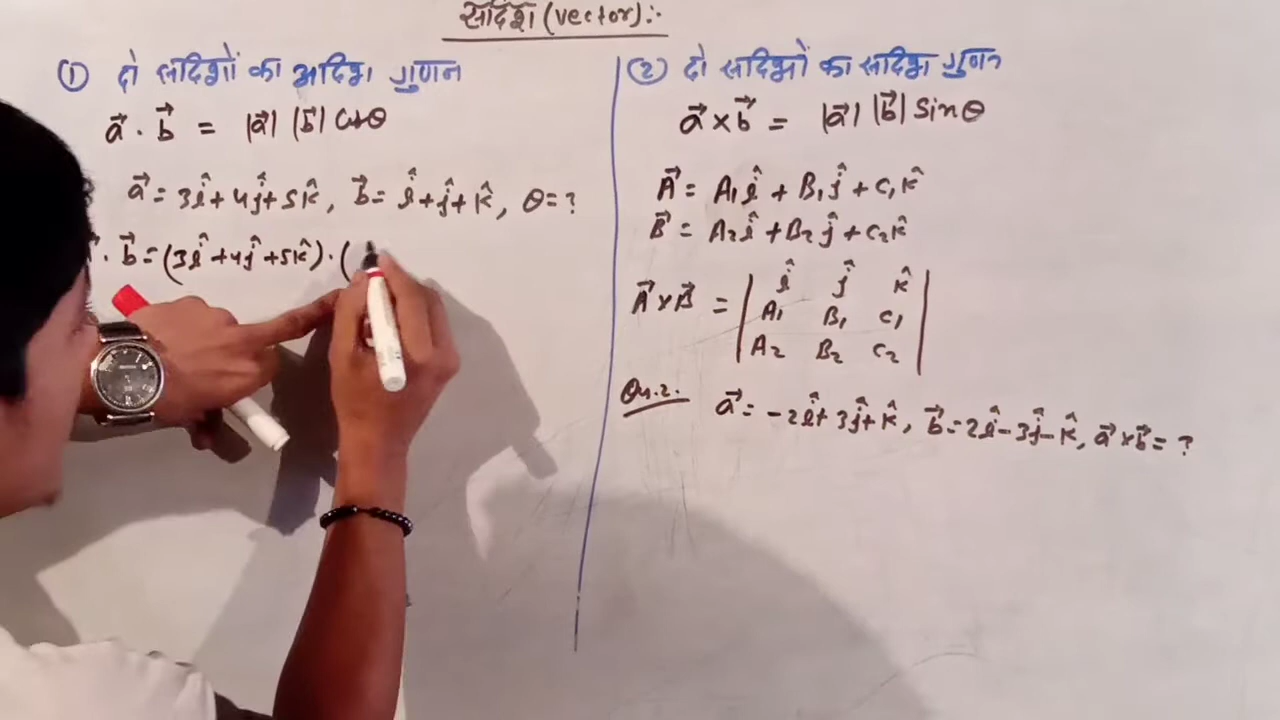 सदिश (vector):-
① दो सदिशों का अदिश गुणन
a⃗ · b⃗ = |a⃗| |b⃗| cosθ
a⃗ = 3î + 4ĵ + 5k̂, b⃗ = î + ĵ + k̂, θ = ?
· b⃗ = (3î + 4ĵ + 5k̂) · (
② दो सदिशों का सदिश गुणन
a⃗ × b⃗ = |a⃗| |b⃗| Sinθ
A⃗ = A₁î + B₁ĵ + C₁k̂
B⃗ = A₂î + B₂ĵ + C₂k̂
A⃗ × B⃗ = | î ĵ k̂ |
A₁ B₁ C₁
A₂ B₂ C₂
Qu.2. a⃗ = -2î + 3ĵ + k̂, b⃗ = 2î - 3ĵ - k̂, a⃗ × b⃗ = ?